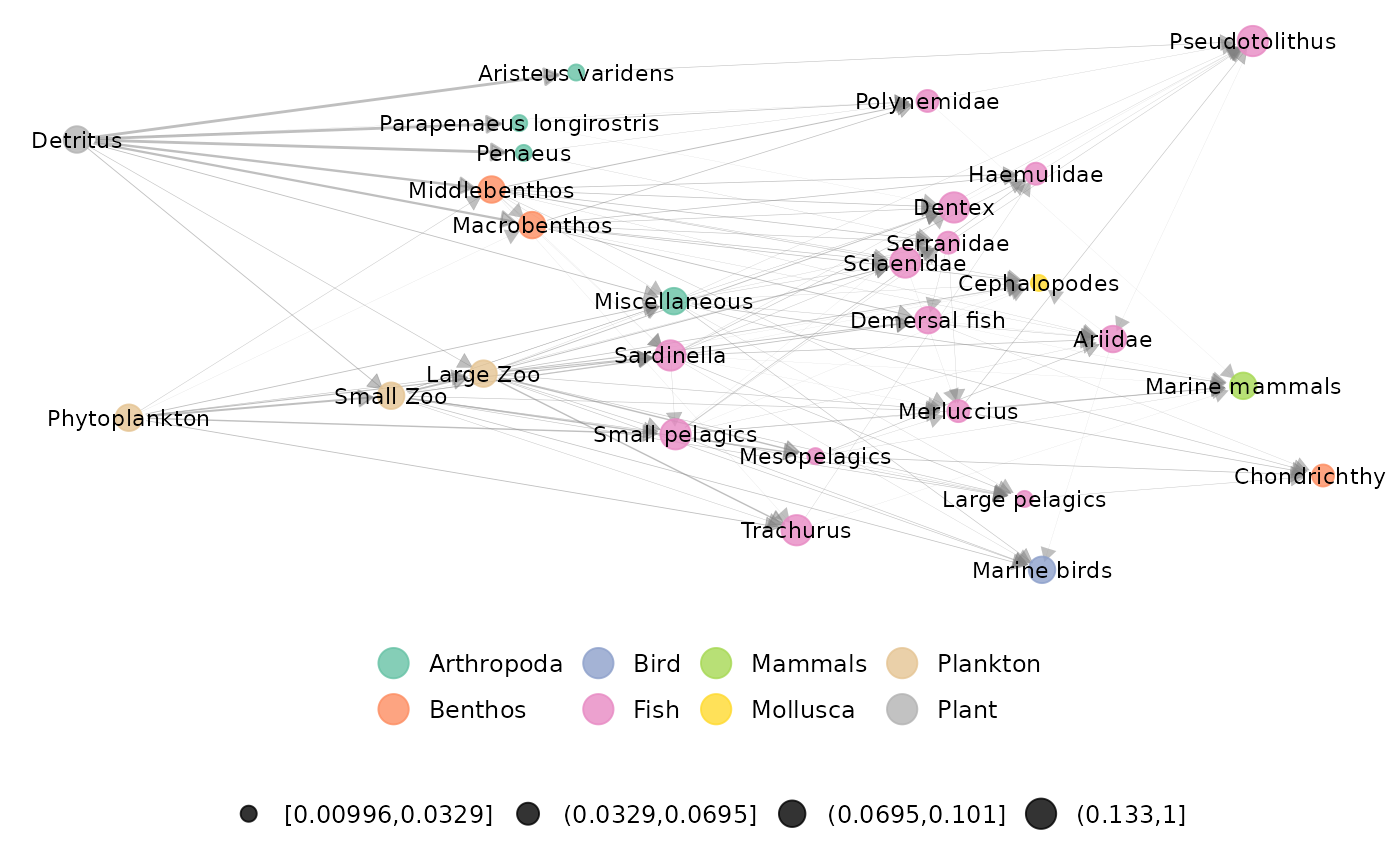 Pseudotolithus
Aristeus varidens
Polynemidae
Parapenaeus longirostris
Detritus
Penaeus
Haemulidae
Middlebenthos
Dentex
Macrobenthos
Serranidae
Sciaenidae
Cephalopodes
Miscellaneous
Demersal fish
Ariidae
Sardinella
Large Zoo
Marine mammals
Small Zoo
Merluccius
Phytoplankton
Small pelagics
Mesopelagics
Chondrichthy
Large pelagics
Trachurus
Marine birds
Arthropoda Bird Mammals Plankton
Benthos Fish Mollusca Plant
[0.00996,0.0329] (0.0329,0.0695] (0.0695,0.101] (0.133,1]